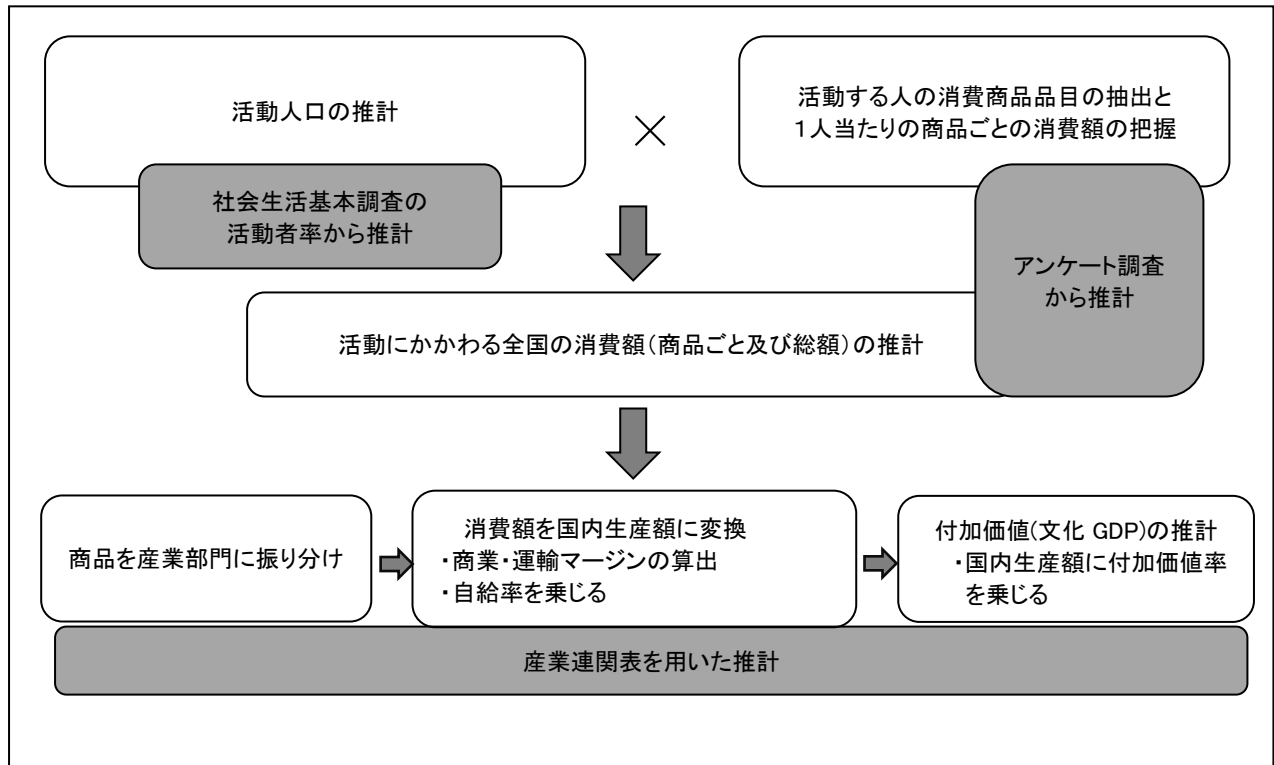 活動人口の推計
×
活動する人の消費商品品目の抽出と
1人当たりの商品ごとの消費額の把握
社会生活基本調査の
活動者率から推計
アンケート調査
から推計
活動にかかわる全国の消費額(商品ごと及び総額)の推計
商品を産業部門に振り分け
消費額を国内生産額に変換
・商業・運輸マージンの算出
・自給率を乗じる
付加価値(文化 GDP)の推計
・国内生産額に付加価値率
を乗じる
産業連関表を用いた推計